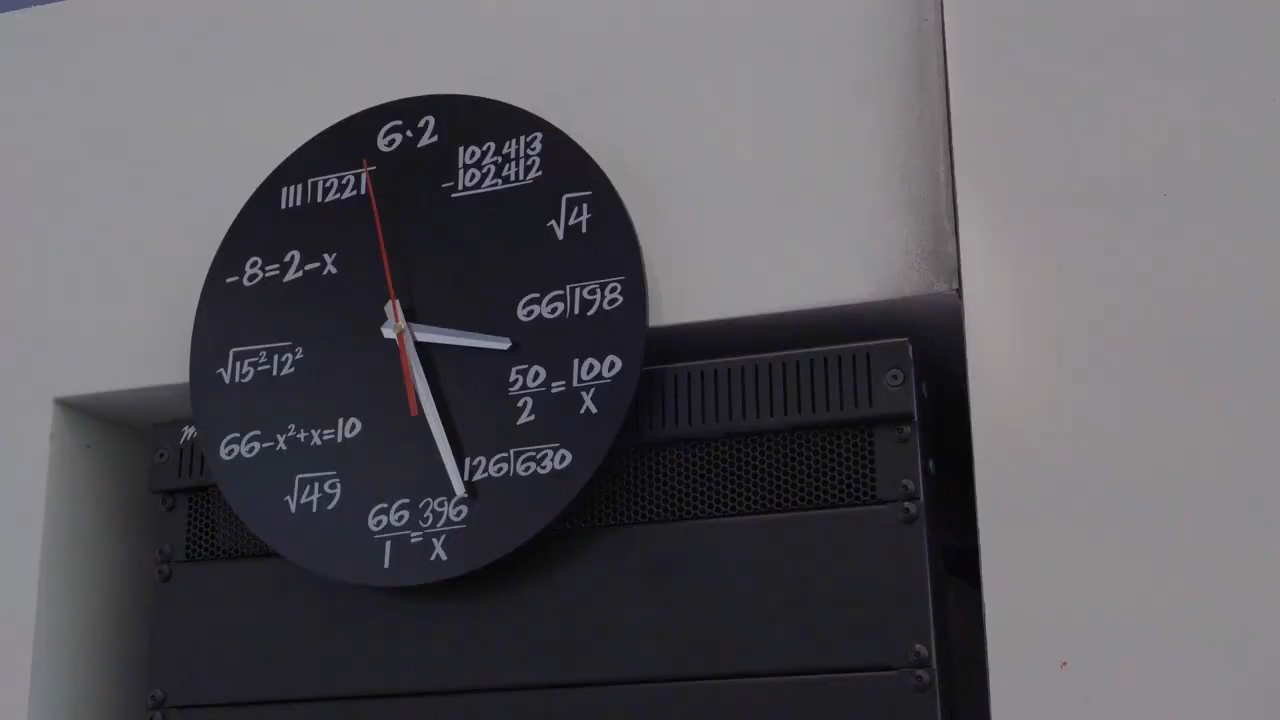 6·2
102,413
-102,412
111⟌1221
√4
-8=2-x
66⟌198
√15²-12²
50/2=100/x
66-x²+x=10
126⟌630
√49
66/1=396/x